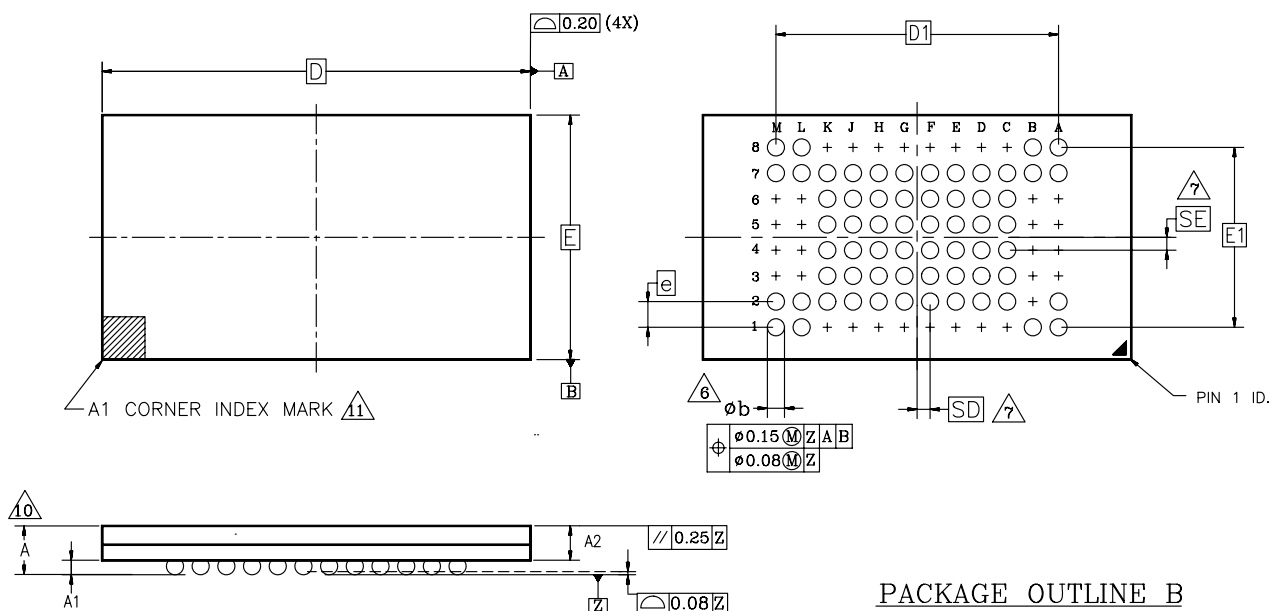 0.20 (4X)
D
A
E
B
A1 CORNER INDEX MARK 11
D1
M L K J H G F E D C B A
8
7
6
5
4
3
2
1
7
SE
E1
e
6
øb
SD 7
PIN 1 ID.
ø0.15 Ⓜ Z A B
ø0.08 Ⓜ Z
10
A
A1
A2
// 0.25 Z
Z
0.08 Z
PACKAGE OUTLINE B